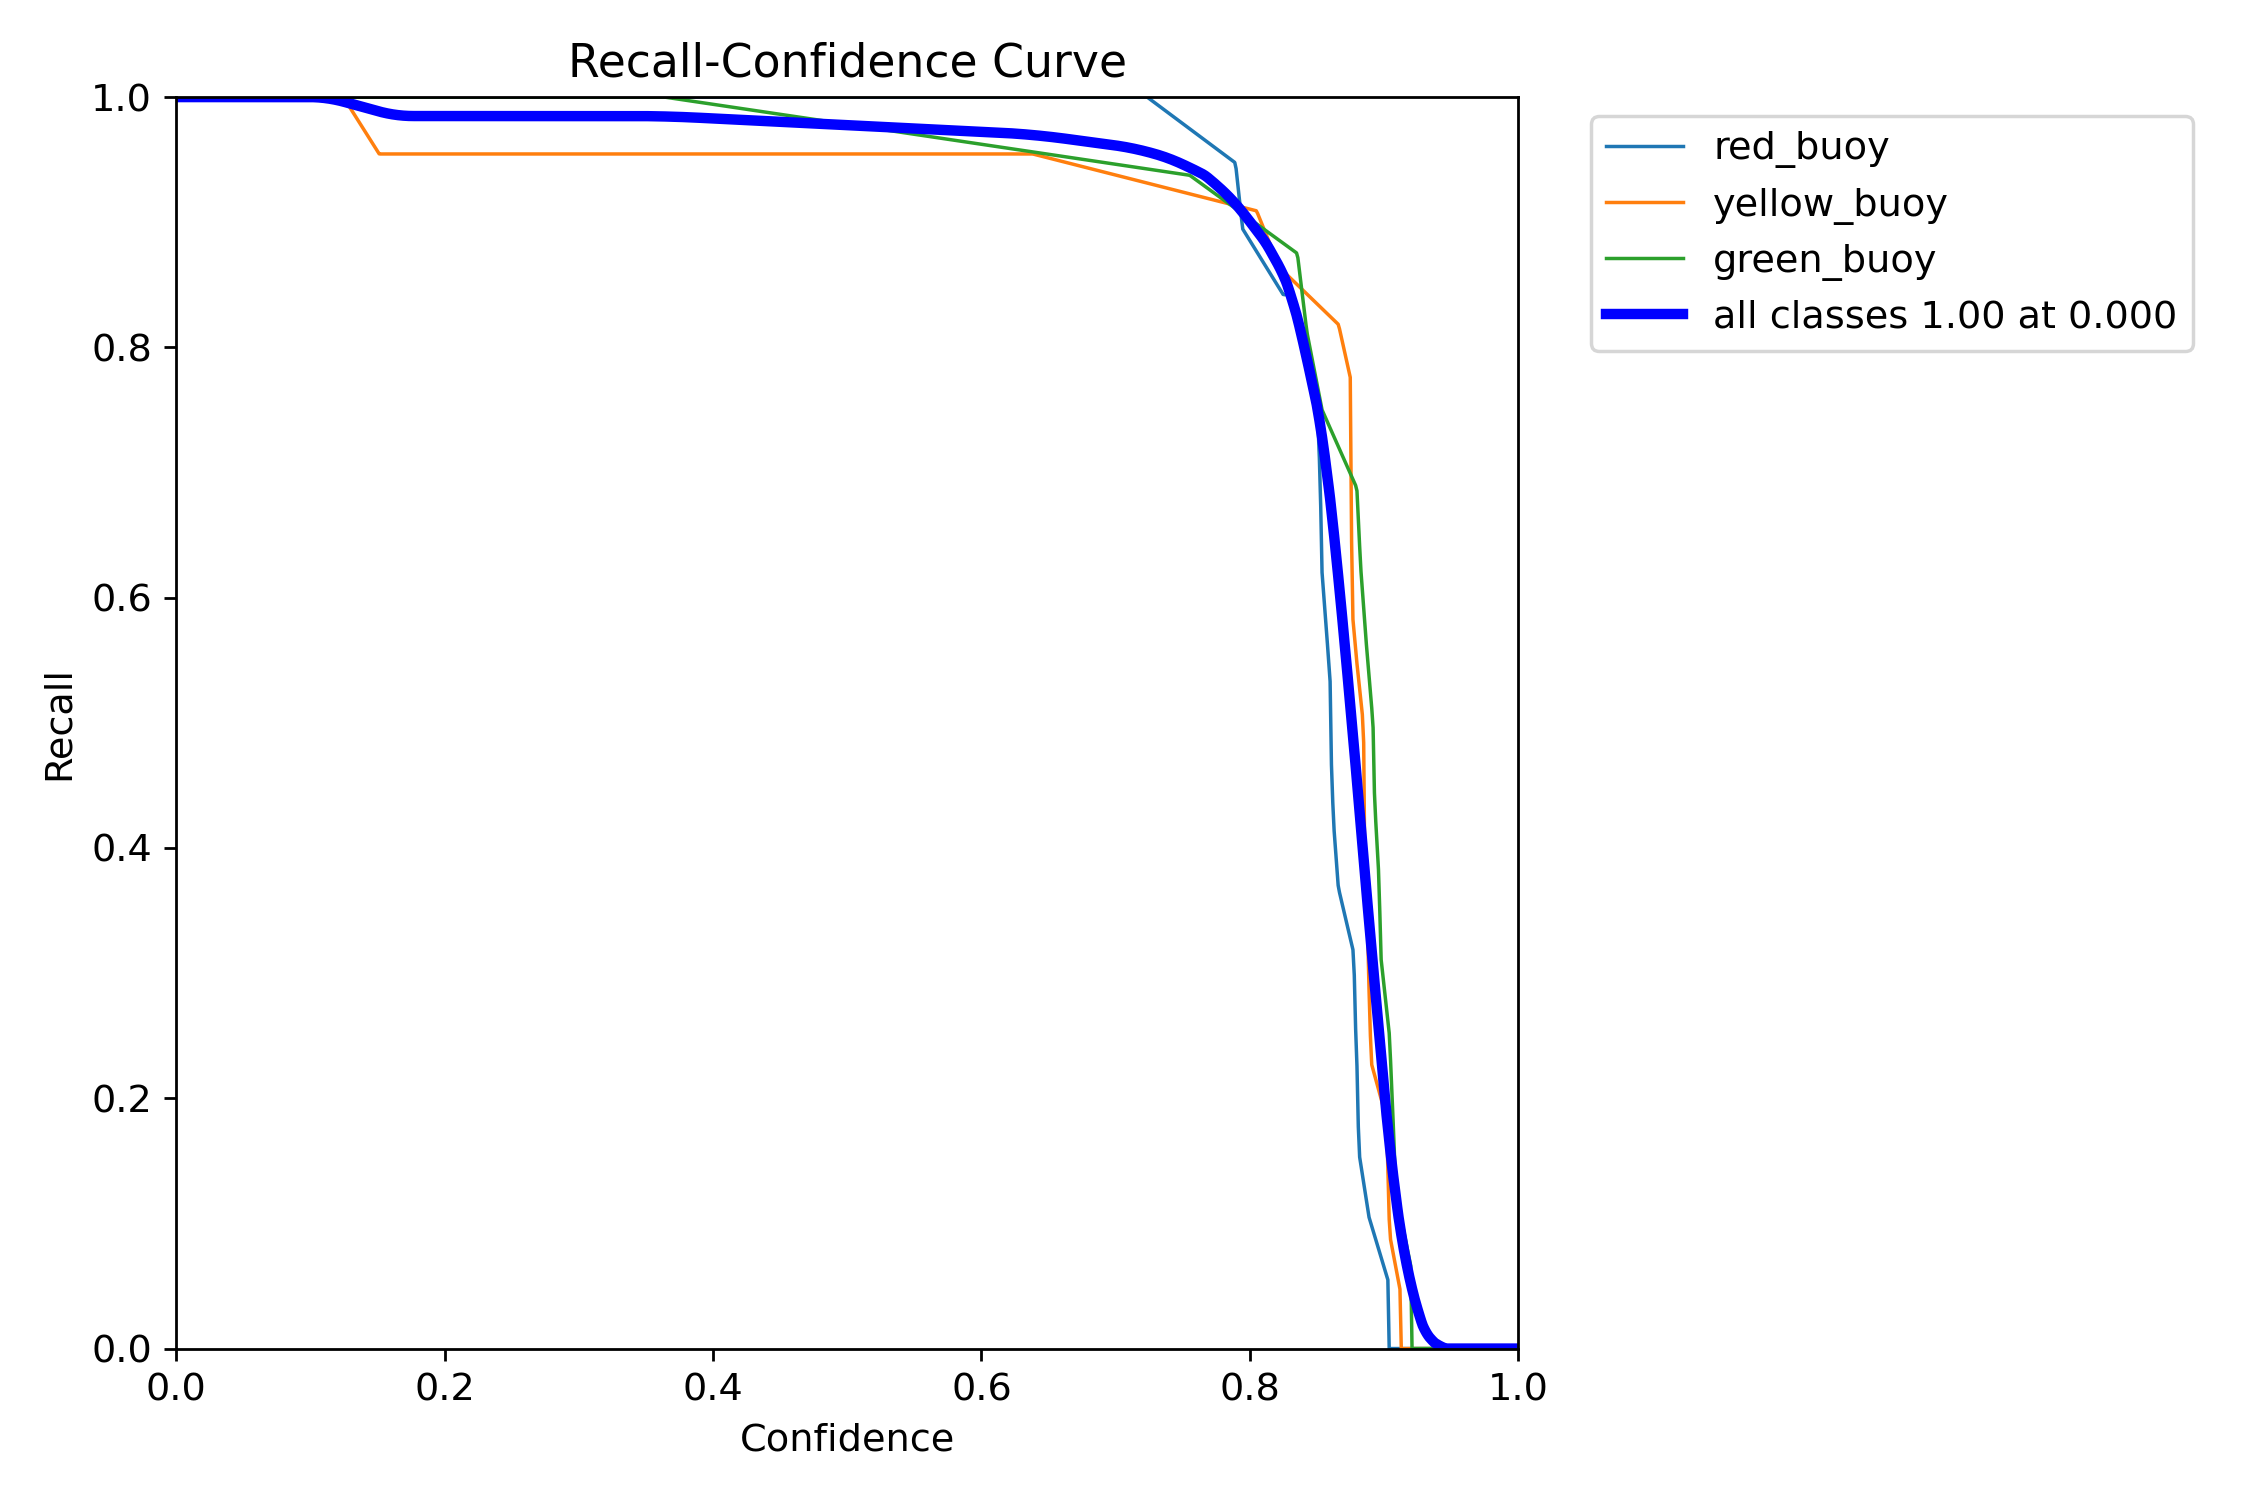 Recall-Confidence Curve
1.0
0.8
0.6
0.4
0.2
0.0
Recall
0.0 0.2 0.4 0.6 0.8 1.0
Confidence
red_buoy
yellow_buoy
green_buoy
all classes 1.00 at 0.000